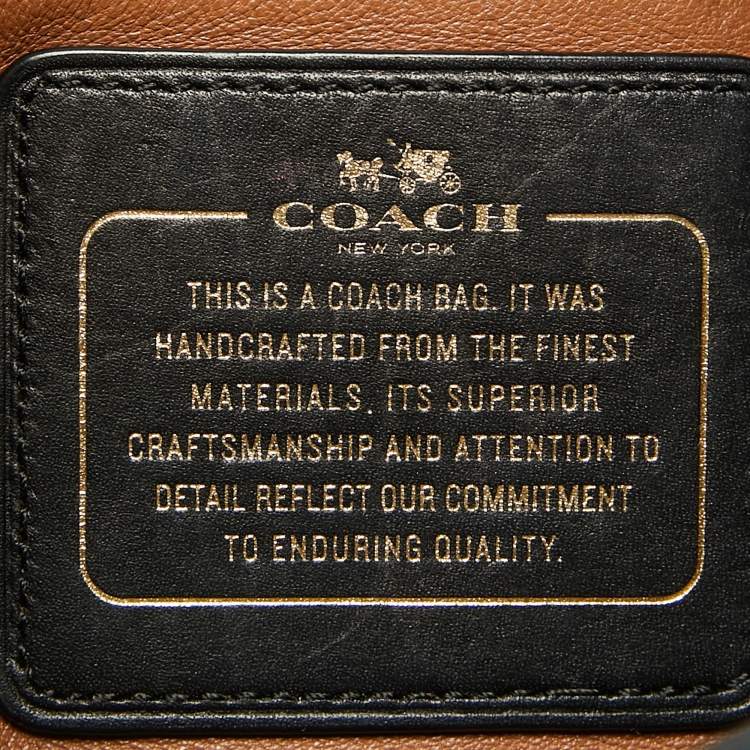 COACH
NEW YORK
THIS IS A COACH BAG. IT WAS
HANDCRAFTED FROM THE FINEST
MATERIALS. ITS SUPERIOR
CRAFTSMANSHIP AND ATTENTION TO
DETAIL REFLECT OUR COMMITMENT
TO ENDURING QUALITY.